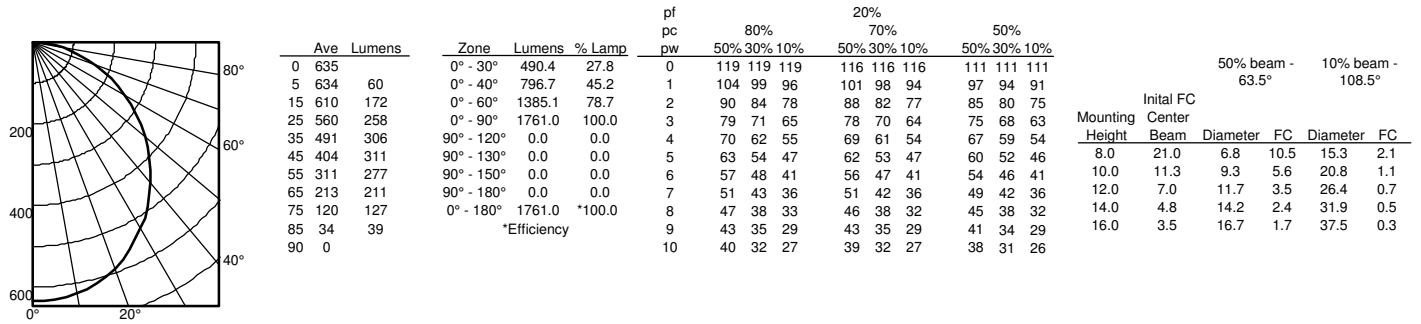 200
400
600
0°
20°
40°
60°
80°
Ave Lumens
0 635
5 634 60
15 610 172
25 560 258
35 491 306
45 404 311
55 311 277
65 213 211
75 120 127
85 34 39
90 0
Zone Lumens % Lamp
0° - 30° 490.4 27.8
0° - 40° 796.7 45.2
0° - 60° 1385.1 78.7
0° - 90° 1761.0 100.0
90° - 120° 0.0 0.0
90° - 130° 0.0 0.0
90° - 150° 0.0 0.0
90° - 180° 0.0 0.0
0° - 180° 1761.0 *100.0
*Efficiency
pf 20%
pc 80% 70% 50%
pw 50% 30% 10% 50% 30% 10% 50% 30% 10%
0 119 119 119 116 116 116 111 111 111
1 104 99 96 101 98 94 97 94 91
2 90 84 78 88 82 77 85 80 75
3 79 71 65 78 70 64 75 68 63
4 70 62 55 69 61 54 67 59 54
5 63 54 47 62 53 47 60 52 46
6 57 48 41 56 47 41 54 46 41
7 51 43 36 51 42 36 49 42 36
8 47 38 33 46 38 32 45 38 32
9 43 35 29 43 35 29 41 34 29
10 40 32 27 39 32 27 38 31 26
50% beam - 10% beam -
63.5° 108.5°
Inital FC
Mounting Center
Height Beam Diameter FC Diameter FC
8.0 21.0 6.8 10.5 15.3 2.1
10.0 11.3 9.3 5.6 20.8 1.1
12.0 7.0 11.7 3.5 26.4 0.7
14.0 4.8 14.2 2.4 31.9 0.5
16.0 3.5 16.7 1.7 37.5 0.3